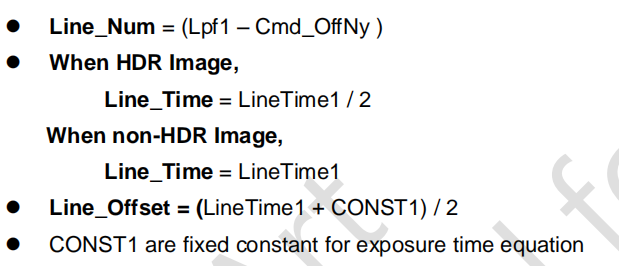 ● Line_Num = (Lpf1 – Cmd_OffNy )
● When HDR Image,
Line_Time = LineTime1 / 2
When non-HDR Image,
Line_Time = LineTime1
● Line_Offset = (LineTime1 + CONST1) / 2
● CONST1 are fixed constant for exposure time equation